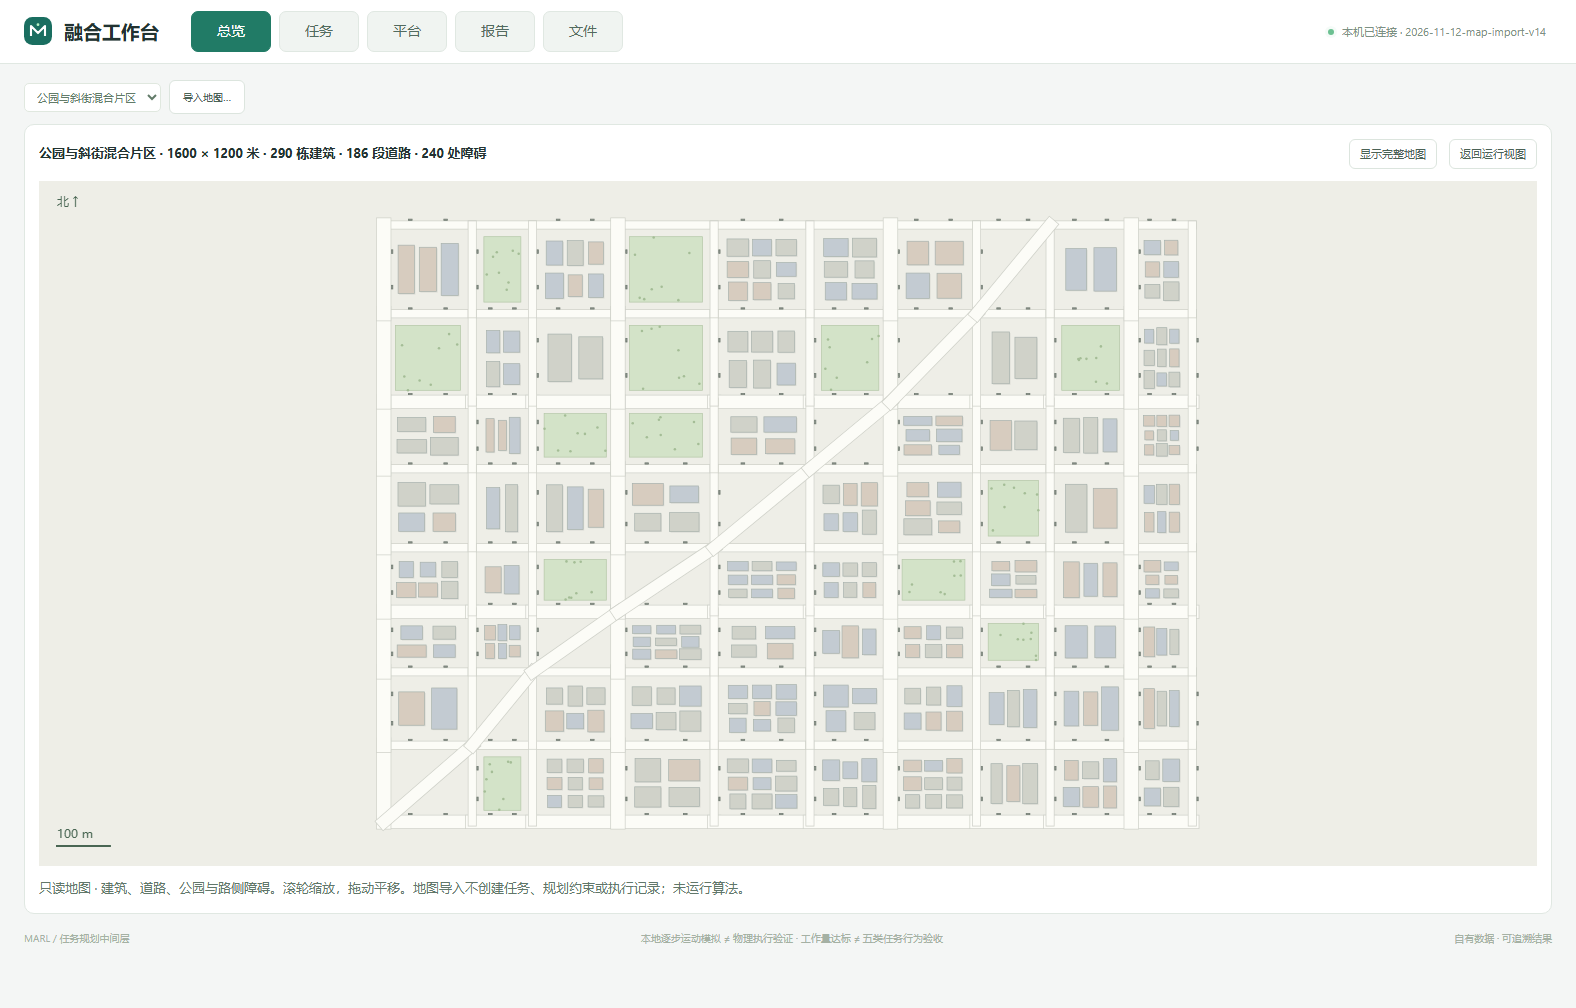 融合工作台
总览
任务
平台
报告
文件
本机已连接 · 2026-11-12-map-import-v14
公园与斜街混合片区
导入地图...
公园与斜街混合片区 · 1600 × 1200 米 · 290 栋建筑 · 186 段道路 · 240 处障碍
显示完整地图
返回运行视图
北↑
100 m
只读地图 · 建筑、道路、公园与路侧障碍。滚轮缩放，拖动平移。地图导入不创建任务、规划约束或执行记录；未运行算法。
MARL / 任务规划中间层
本地逐步运动模拟 ≠ 物理执行验证 · 工作量达标 ≠ 五类任务行为验收
自有数据 · 可追溯结果